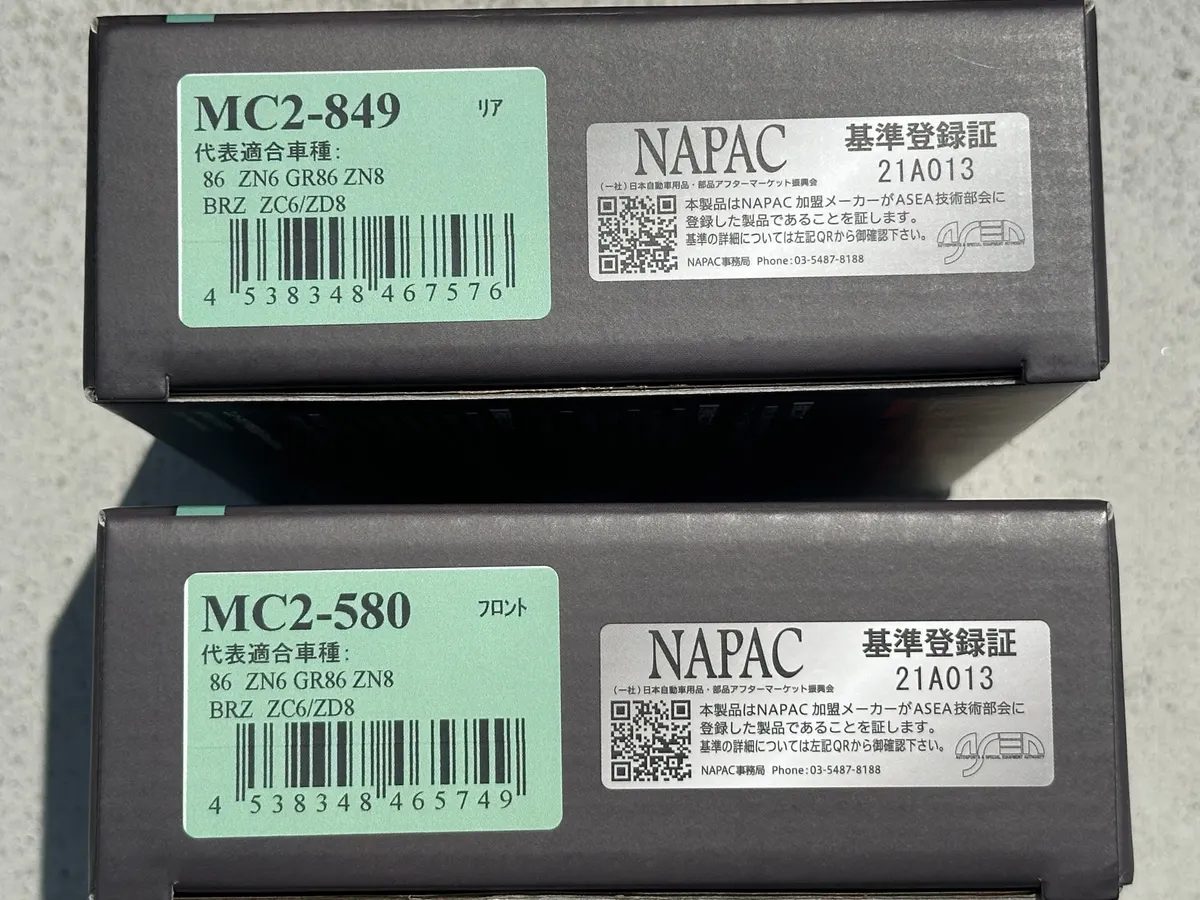 MC2-849 リア
代表適合車種:
86 ZN6 GR86 ZN8
BRZ ZC6/ZD8
4 538348 467576
NAPAC 基準登録証
(一社)日本自動車用品・部品アフターマーケット振興会
21A013
本製品はNAPAC 加盟メーカーがASEA技術部会に
登録した製品であることを証します。
基準の詳細については左記QRから御確認下さい。
NAPAC事務局 Phone:03-5487-8188
ASEA
AUTOSPORTS & SPECIAL EQUIPMENT AUTHORITY
MC2-580 フロント
代表適合車種:
86 ZN6 GR86 ZN8
BRZ ZC6/ZD8
4 538348 465749
NAPAC 基準登録証
(一社)日本自動車用品・部品アフターマーケット振興会
21A013
本製品はNAPAC 加盟メーカーがASEA技術部会に
登録した製品であることを証します。
基準の詳細については左記QRから御確認下さい。
NAPAC事務局 Phone:03-5487-8188
ASEA
AUTOSPORTS & SPECIAL EQUIPMENT AUTHORITY